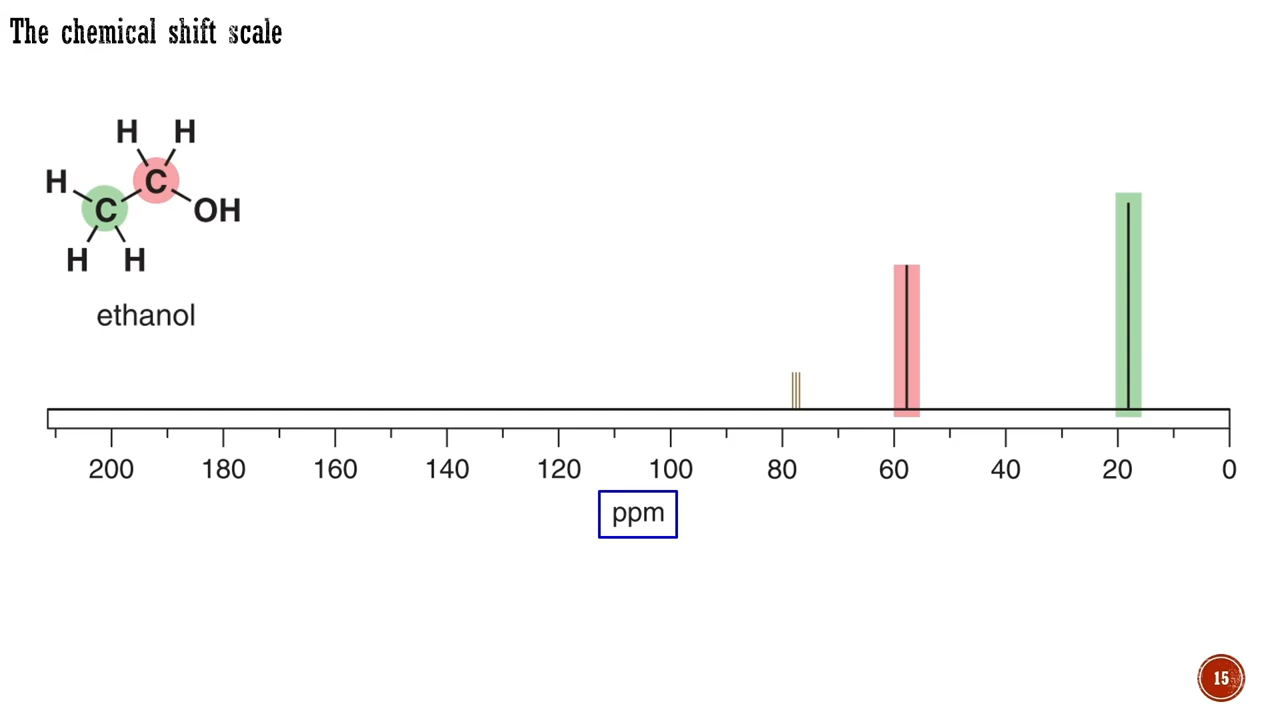 The chemical shift scale
H H
H C
C OH
H H
ethanol
200 180 160 140 120 100 80 60 40 20 0
ppm
15